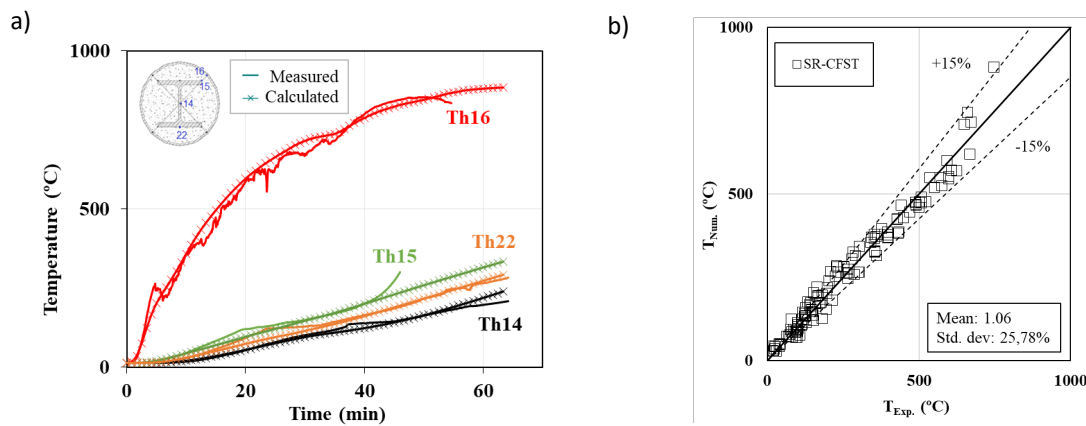 a)
1000
500
0
Temperature (ºC)
0
20
40
60
Time (min)
16
15
14
22
Measured
Calculated
Th16
Th15
Th22
Th14
b)
1000
500
0
T_Num. (ºC)
0
500
1000
T_Exp. (ºC)
SR-CFST
+15%
-15%
Mean: 1.06
Std. dev: 25,78%